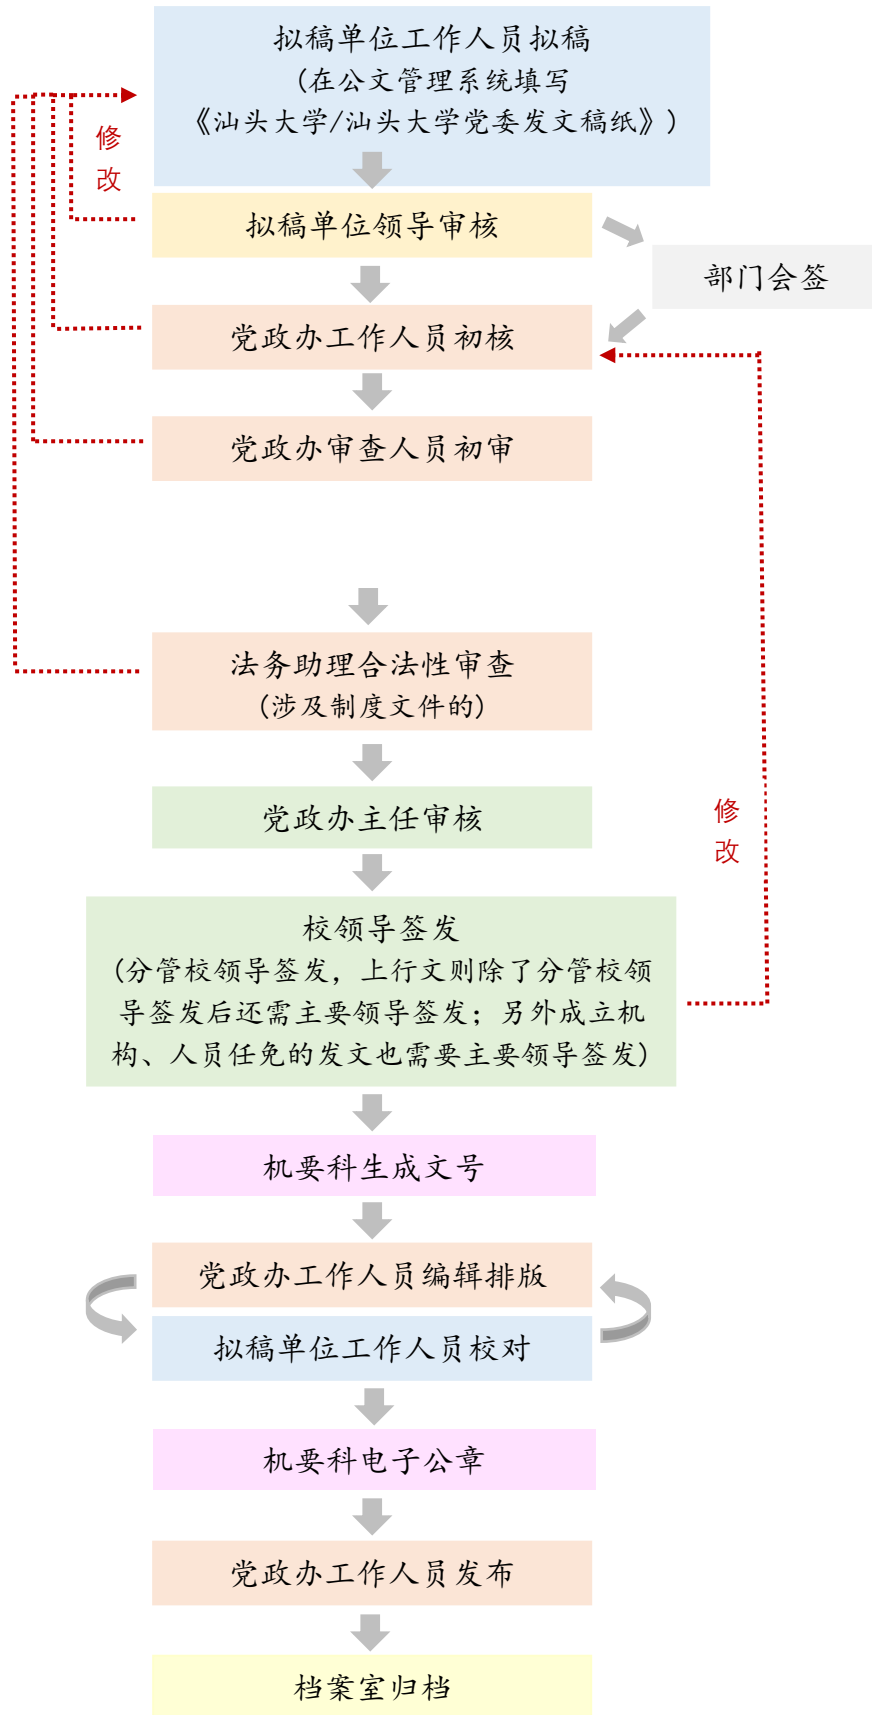 拟稿单位工作人员拟稿
(在公文管理系统填写
《汕头大学/汕头大学党委发文稿纸》)
修
改
拟稿单位领导审核
部门会签
党政办工作人员初核
党政办审查人员初审
法务助理合法性审查
(涉及制度文件的)
党政办主任审核
修
改
校领导签发
(分管校领导签发，上行文则除了分管校领
导签发后还需主要领导签发；另外成立机
构、人员任免的发文也需要主要领导签发)
机要科生成文号
党政办工作人员编辑排版
拟稿单位工作人员校对
机要科电子公章
党政办工作人员发布
档案室归档